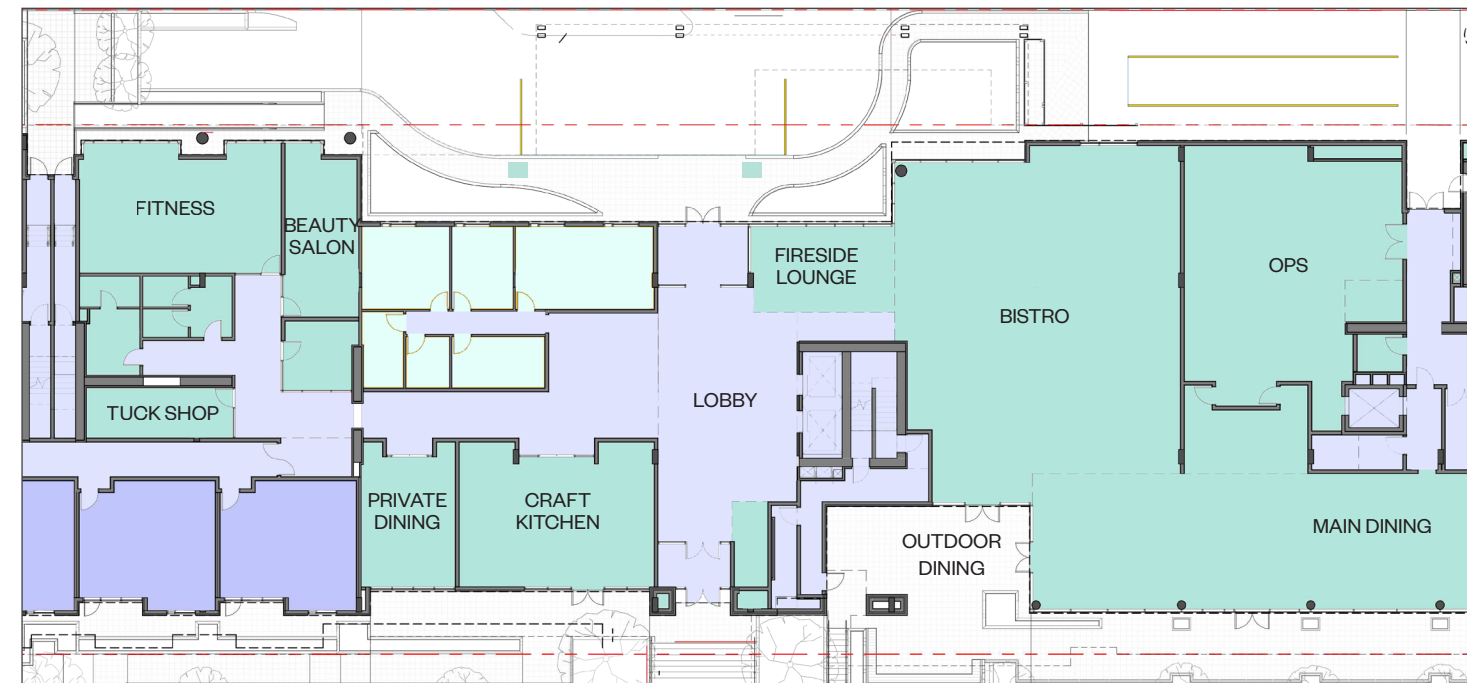 FITNESS
BEAUTY
SALON
FIRESIDE
LOUNGE
OPS
BISTRO
LOBBY
TUCK SHOP
PRIVATE
DINING
CRAFT
KITCHEN
MAIN DINING
OUTDOOR
DINING